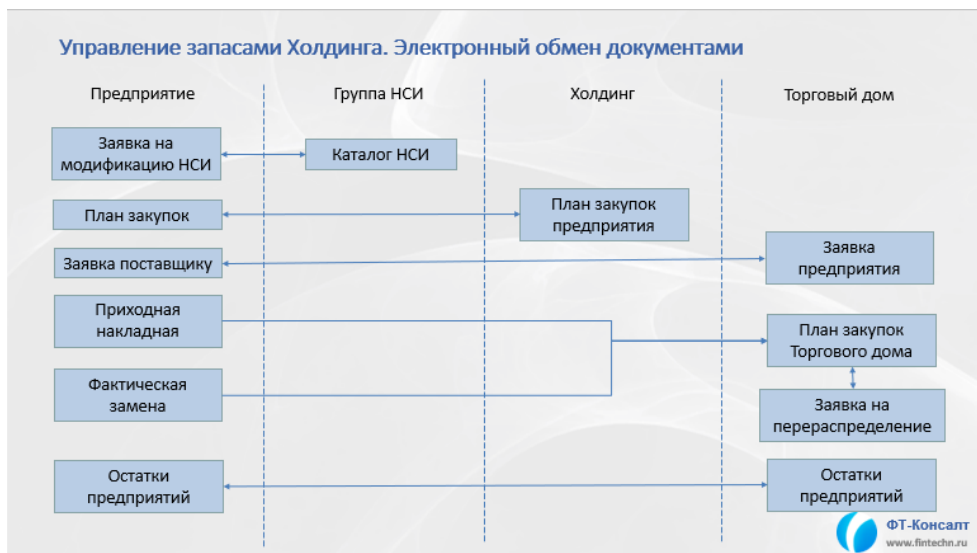 Управление запасами Холдинга. Электронный обмен документами
Предприятие
Группа НСИ
Холдинг
Торговый дом
Заявка на
модификацию НСИ
Каталог НСИ
План закупок
План закупок
предприятия
Заявка поставщику
Заявка
предприятия
Приходная
накладная
План закупок
Торгового дома
Фактическая
замена
Заявка на
перераспределение
Остатки
предприятий
Остатки
предприятий
ФТ-Консалт
www.fintechn.ru